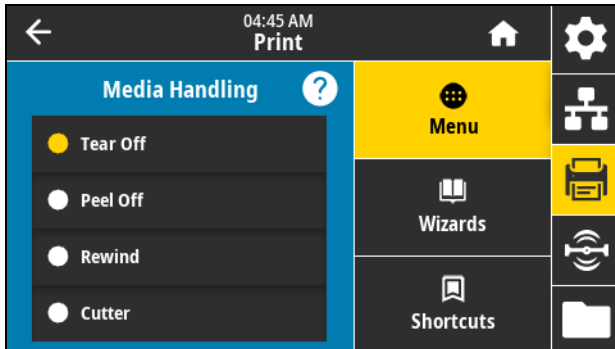 04:45 AM
Print
Media Handling ?
Tear Off
Peel Off
Rewind
Cutter
Menu
Wizards
Shortcuts